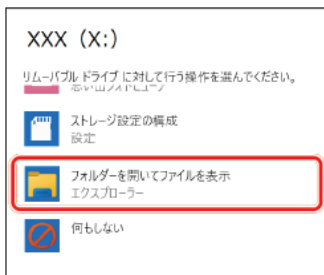 XXX (X:)
リムーバブル ドライブ に対して行う操作を選んでください。
ストレージ設定の構成
設定
フォルダーを開いてファイルを表示
エクスプローラー
何もしない